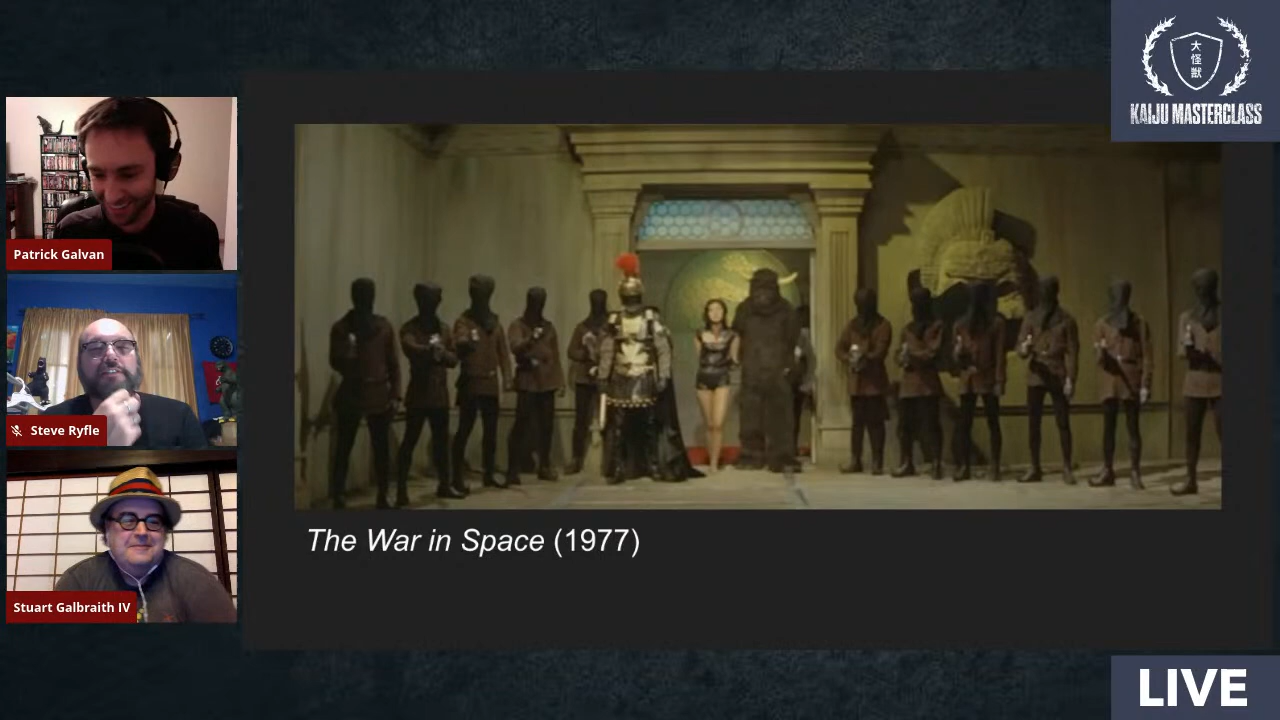 大
怪
獣
KAIJU MASTERCLASS
Patrick Galvan
Steve Ryfle
Stuart Galbraith IV
The War in Space (1977)
LIVE